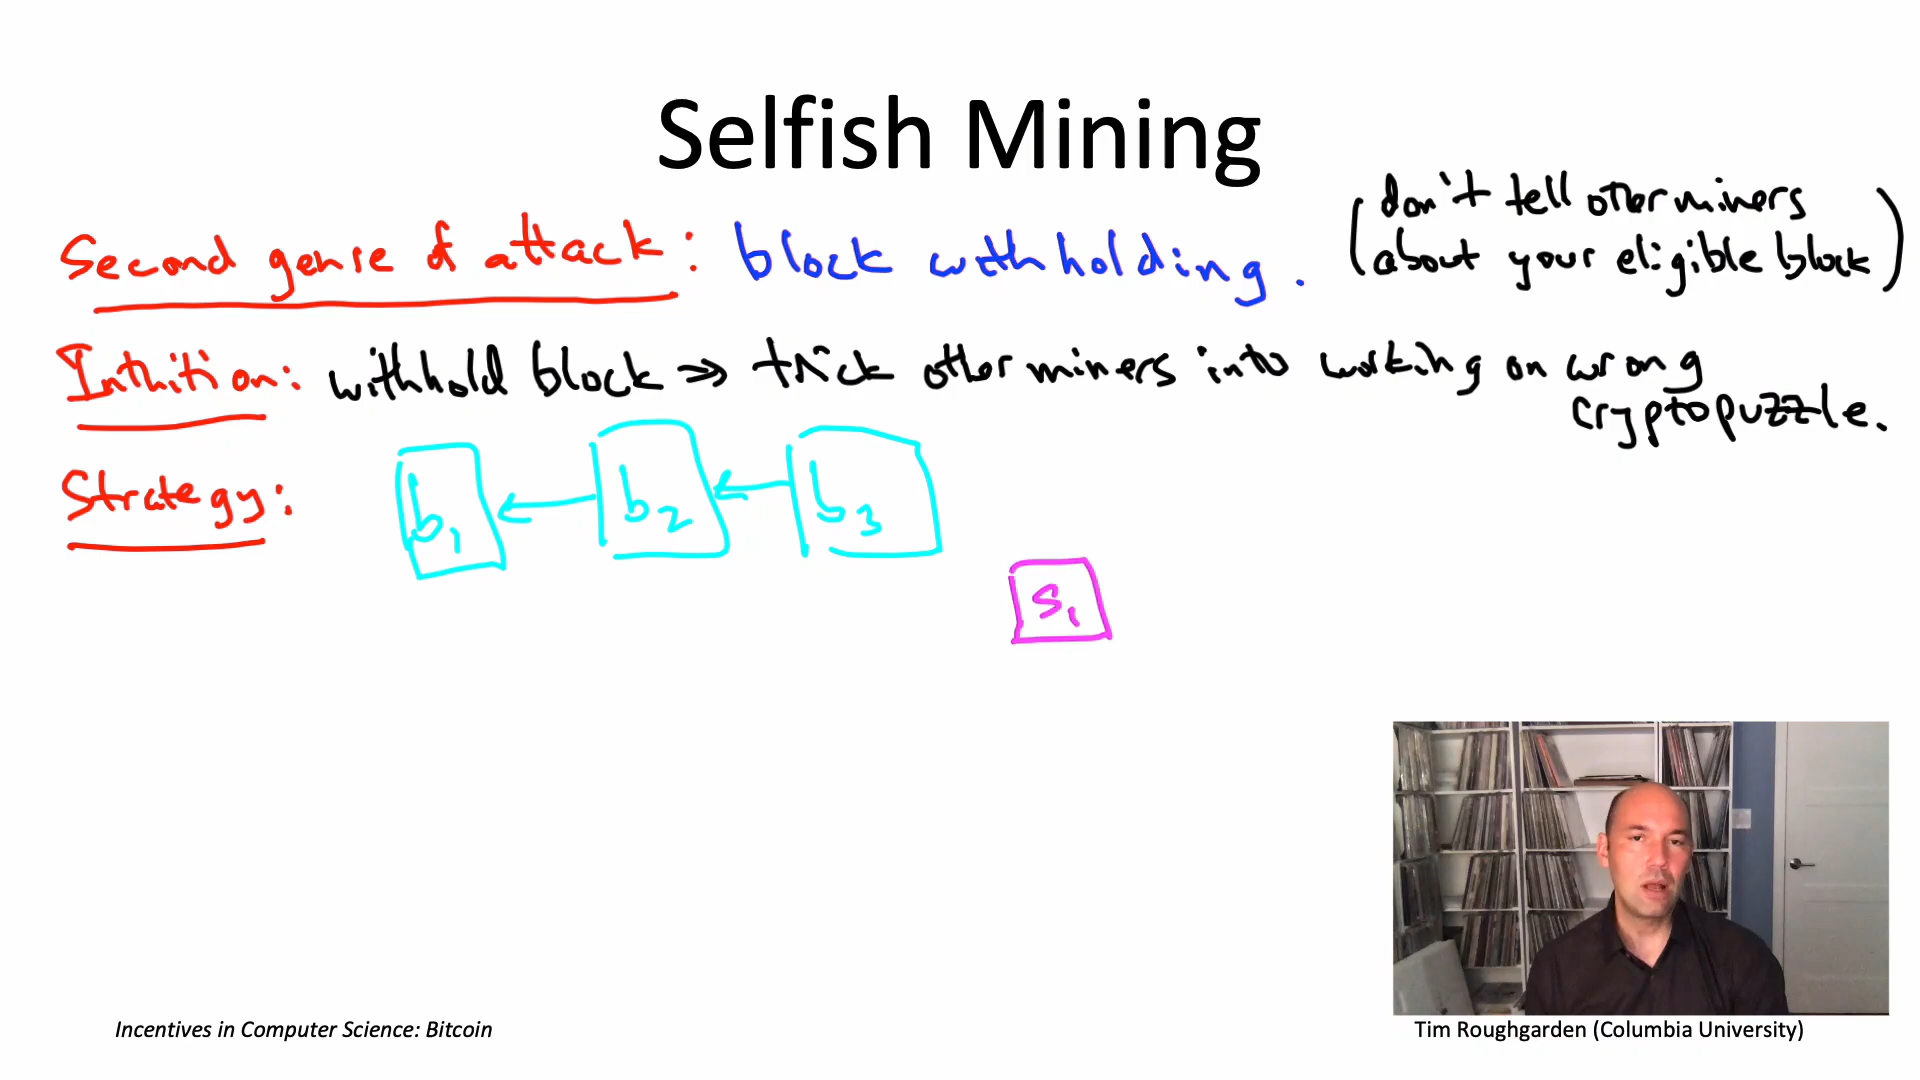 Selfish Mining
Second genre of attack: block withholding. (don't tell other miners
about your eligible block)
Intuition: withhold block ⇒ trick other miners into working on wrong
cryptopuzzle.
Strategy:
b1 ← b2 ← b3
s1
Incentives in Computer Science: Bitcoin
Tim Roughgarden (Columbia University)